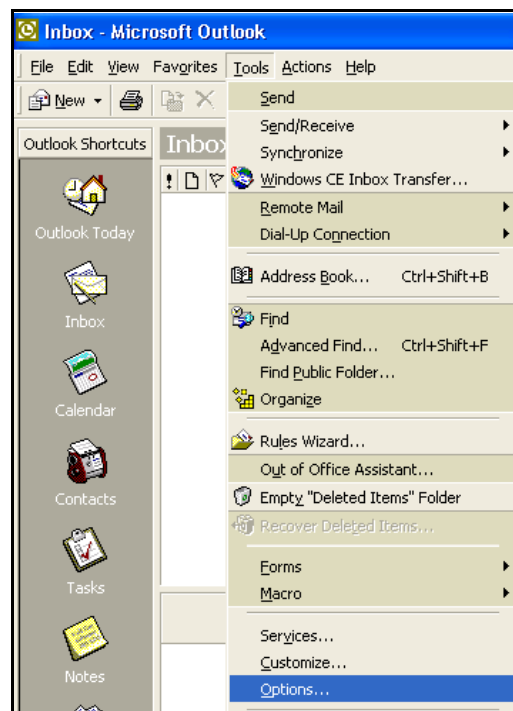 Inbox - Microsoft Outlook
File Edit View Favorites Tools Actions Help
New
Outlook Shortcuts
Outlook Today
Inbox
Calendar
Contacts
Tasks
Notes
Inbox
Send
Send/Receive
Synchronize
Windows CE Inbox Transfer...
Remote Mail
Dial-Up Connection
Address Book... Ctrl+Shift+B
Find
Advanced Find... Ctrl+Shift+F
Find Public Folder...
Organize
Rules Wizard...
Out of Office Assistant...
Empty "Deleted Items" Folder
Recover Deleted Items...
Forms
Macro
Services...
Customize...
Options...